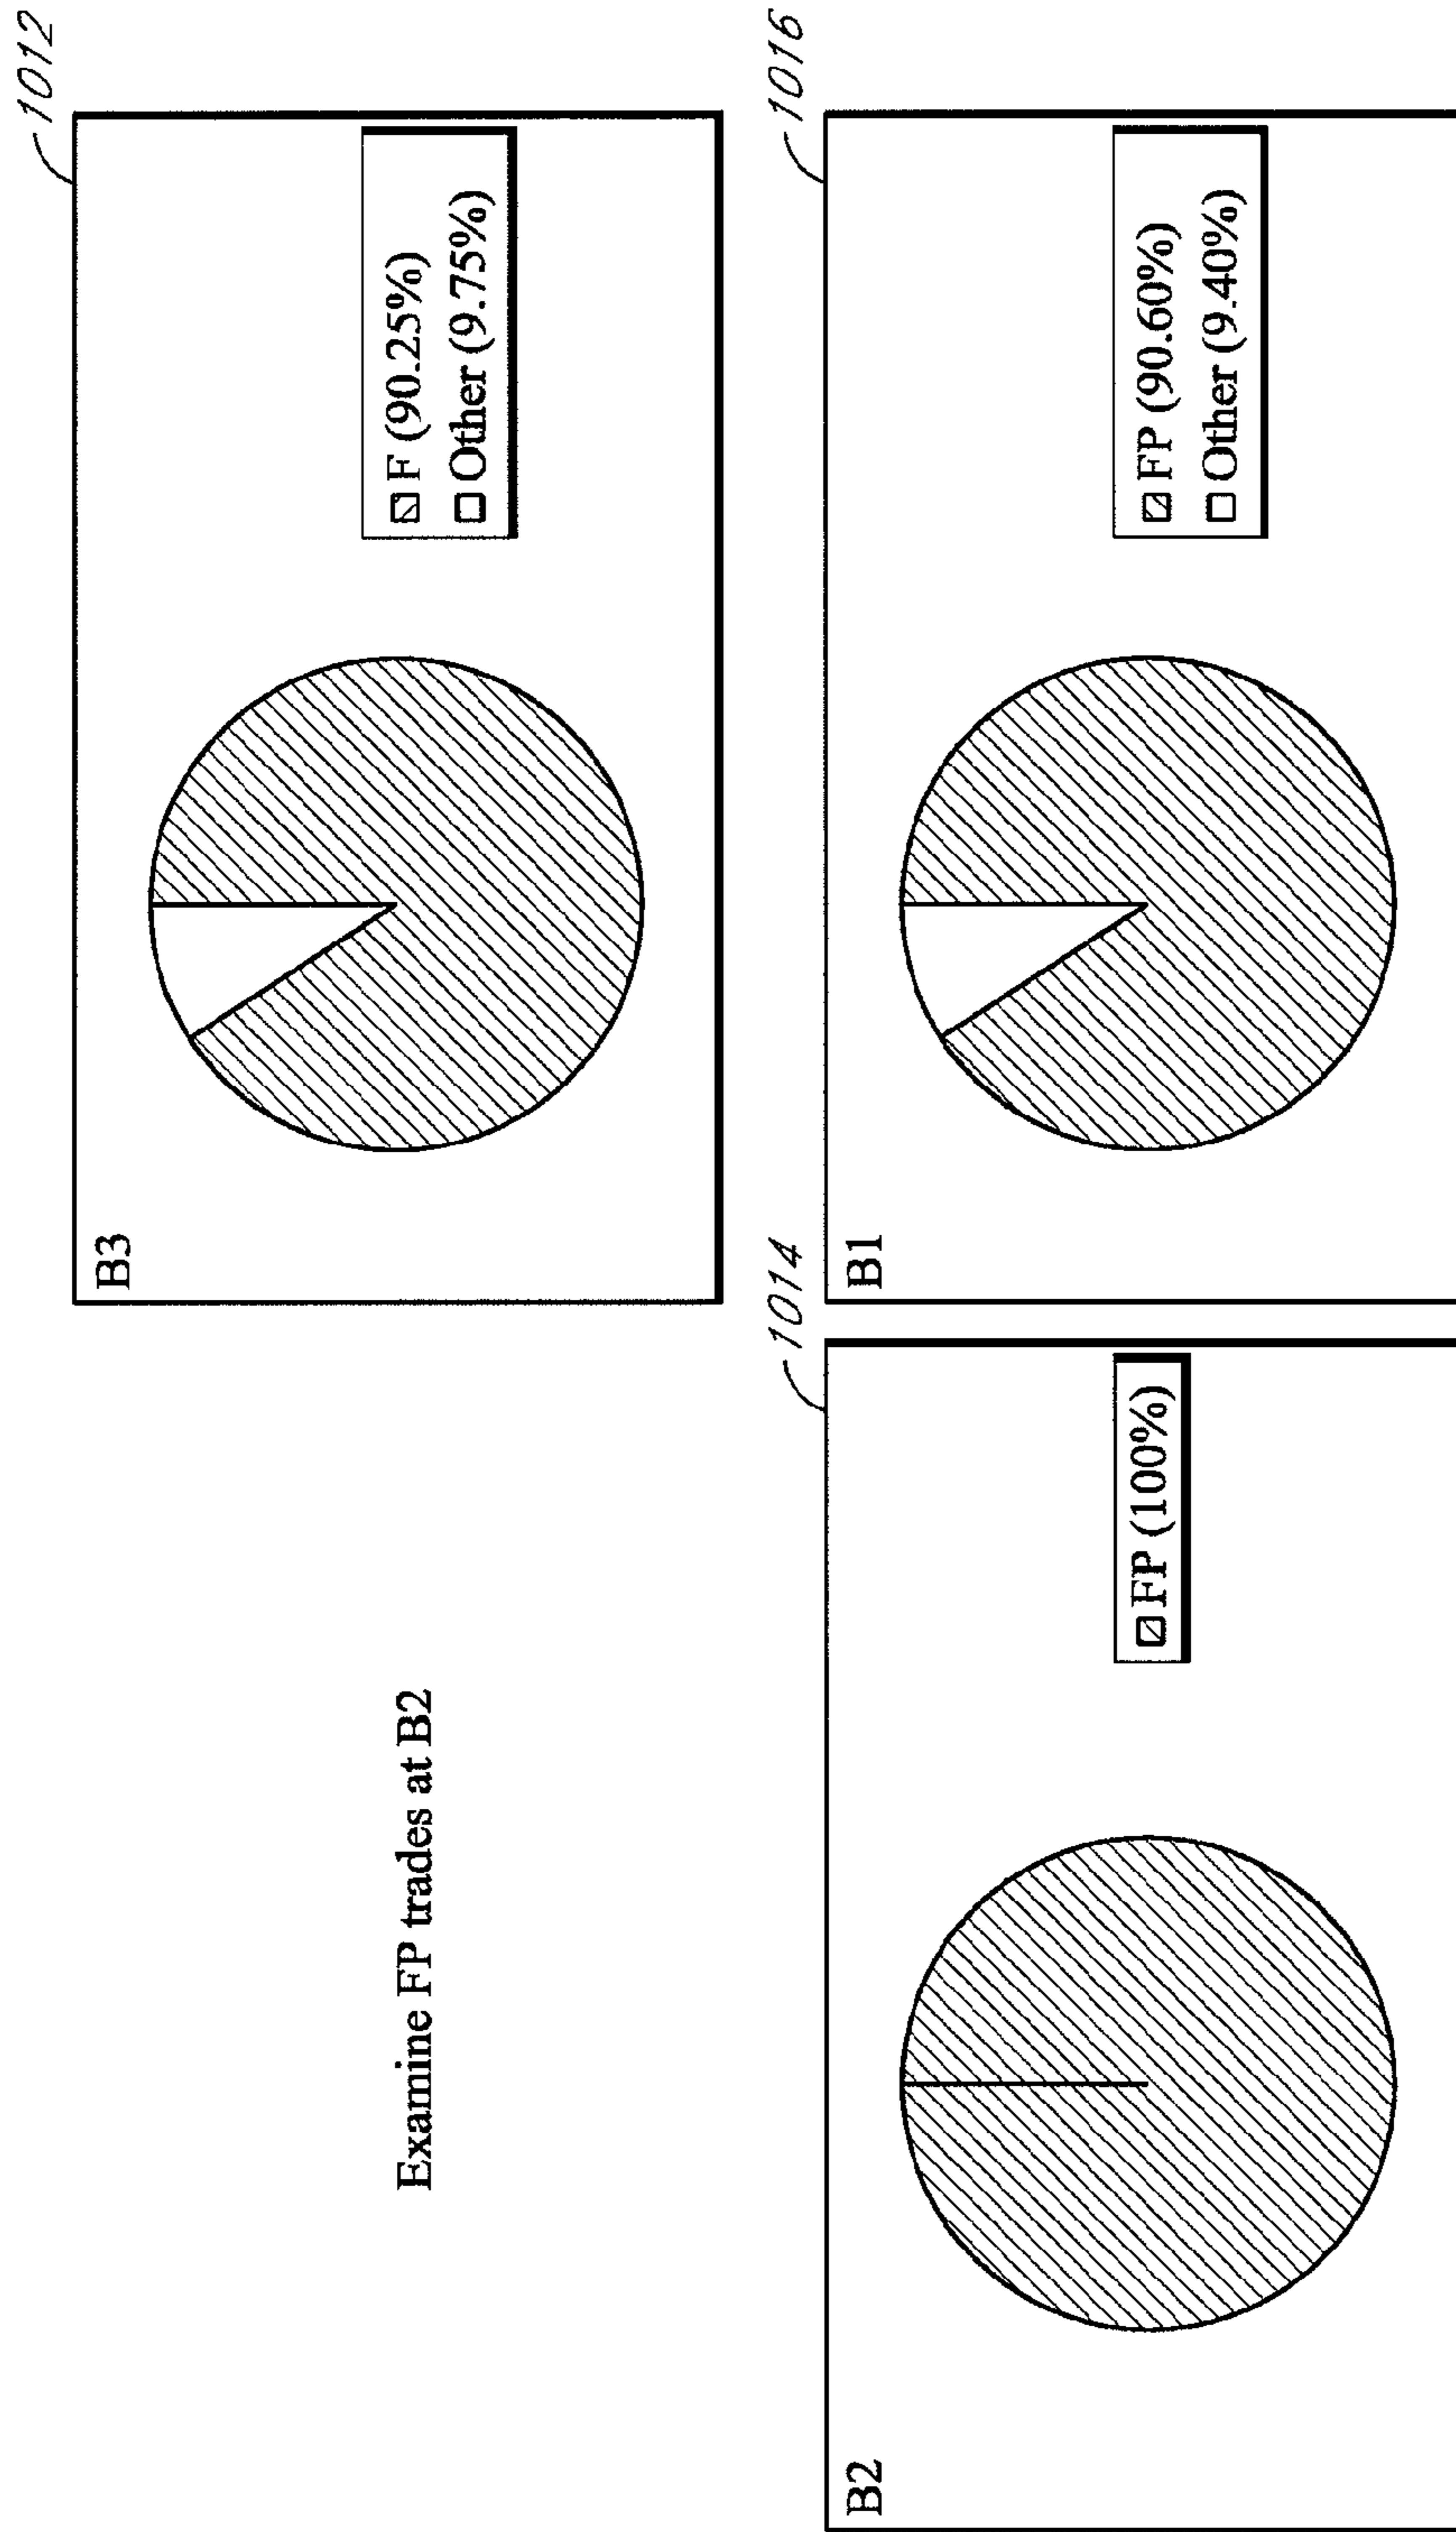 Examine FP trades at B2
1012
B3
F (90.25%)
Other (9.75%)
1014
B2
FP (100%)
1016
B1
FP (90.60%)
Other (9.40%)